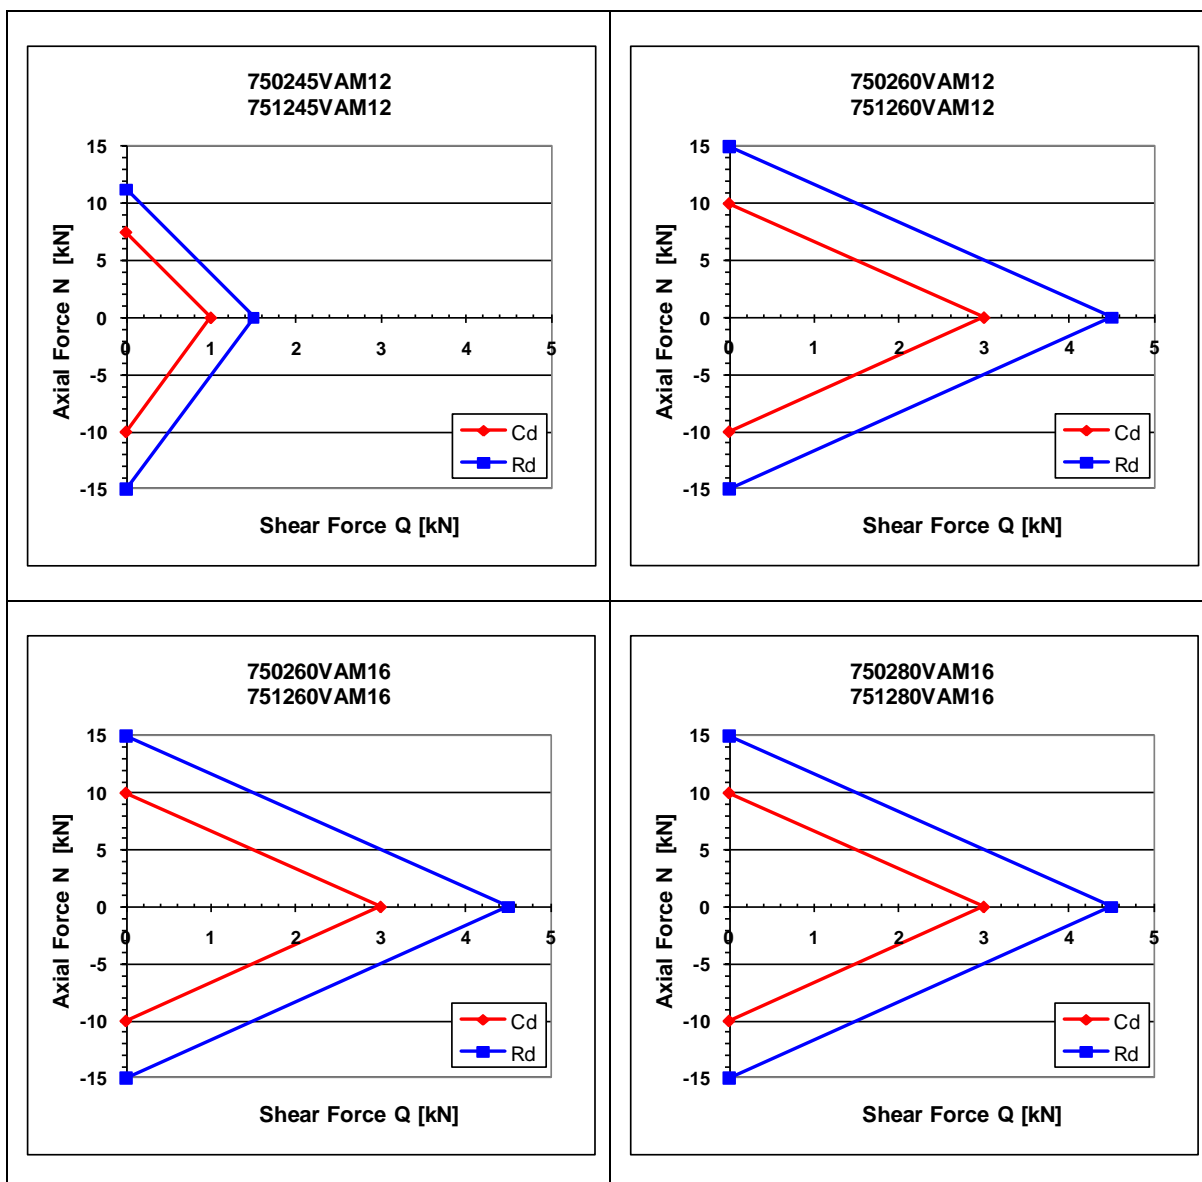 750245VAM12
751245VAM12
15
10
5
0
-5
-10
-15
0 1 2 3 4 5
Axial Force N [kN]
Shear Force Q [kN]
Cd
Rd
750260VAM12
751260VAM12
15
10
5
0
-5
-10
-15
0 1 2 3 4 5
Axial Force N [kN]
Shear Force Q [kN]
Cd
Rd
750260VAM16
751260VAM16
15
10
5
0
-5
-10
-15
0 1 2 3 4 5
Axial Force N [kN]
Shear Force Q [kN]
Cd
Rd
750280VAM16
751280VAM16
15
10
5
0
-5
-10
-15
0 1 2 3 4 5
Axial Force N [kN]
Shear Force Q [kN]
Cd
Rd